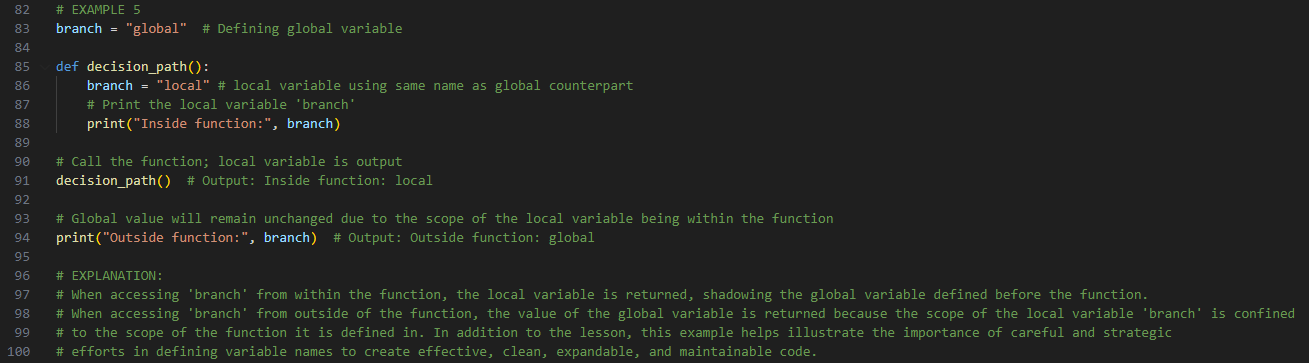 82 # EXAMPLE 5
83 branch = "global"  # Defining global variable
84
85 def decision_path():
86     branch = "local" # local variable using same name as global counterpart
87     # Print the local variable 'branch'
88     print("Inside function:", branch)
89
90 # Call the function; local variable is output
91 decision_path()  # Output: Inside function: local
92
93 # Global value will remain unchanged due to the scope of the local variable being within the function
94 print("Outside function:", branch)  # Output: Outside function: global
95
96 # EXPLANATION:
97 # When accessing 'branch' from within the function, the local variable is returned, shadowing the global variable defined before the function.
98 # When accessing 'branch' from outside of the function, the value of the global variable is returned because the scope of the local variable 'branch' is confined
99 # to the scope of the function it is defined in. In addition to the lesson, this example helps illustrate the importance of careful and strategic
100 # efforts in defining variable names to create effective, clean, expandable, and maintainable code.